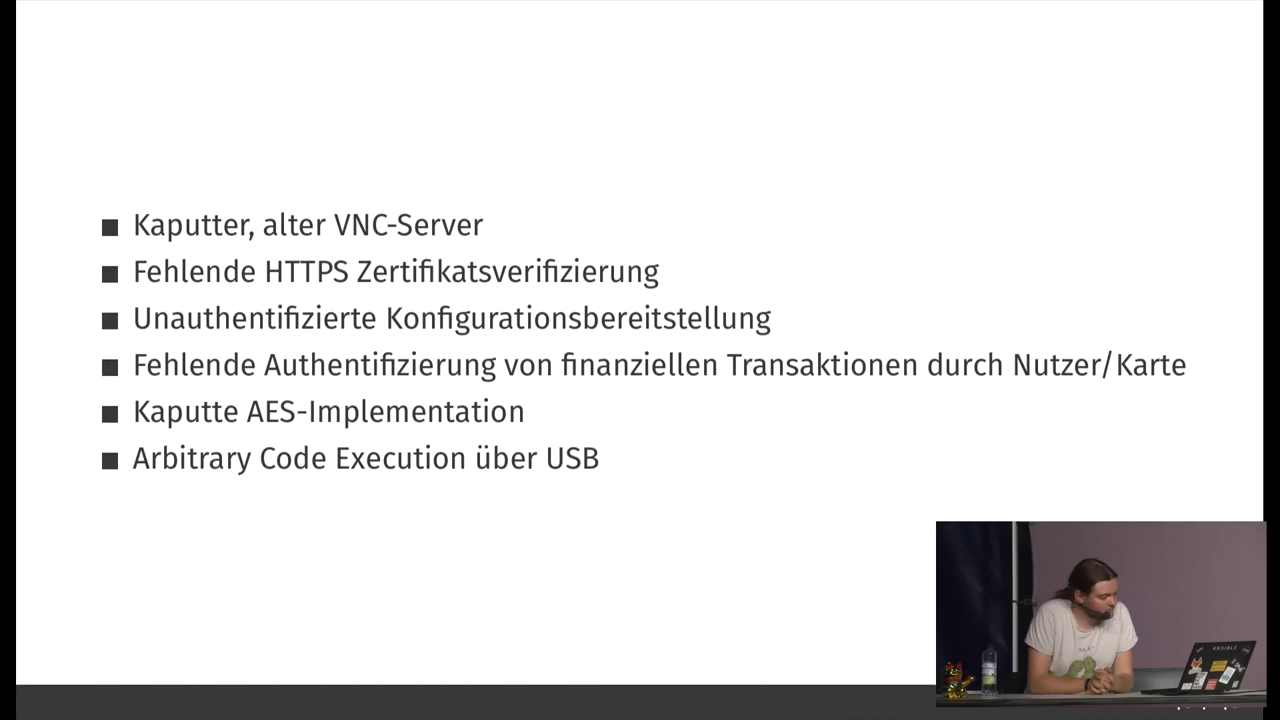 Kaputter, alter VNC-Server
Fehlende HTTPS Zertifikatsverifizierung
Unauthentifizierte Konfigurationsbereitstellung
Fehlende Authentifizierung von finanziellen Transaktionen durch Nutzer/Karte
Kaputte AES-Implementation
Arbitrary Code Execution über USB
ANSIBLE